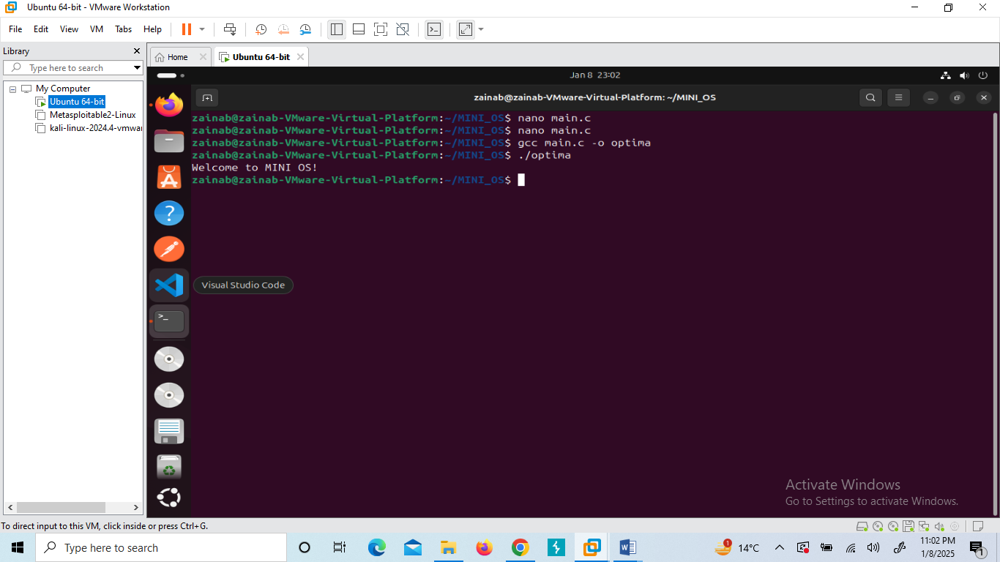 Ubuntu 64-bit - VMware Workstation
File Edit View VM Tabs Help
Library
Type here to search
My Computer
Ubuntu 64-bit
Metasploitable2-Linux
kali-linux-2024.4-vmwar
Home
Ubuntu 64-bit
Jan 8 23:02
zainab@zainab-VMware-Virtual-Platform: ~/MINI_OS
zainab@zainab-VMware-Virtual-Platform:~/MINI_OS$ nano main.c
zainab@zainab-VMware-Virtual-Platform:~/MINI_OS$ nano main.c
zainab@zainab-VMware-Virtual-Platform:~/MINI_OS$ gcc main.c -o optima
zainab@zainab-VMware-Virtual-Platform:~/MINI_OS$ ./optima
Welcome to MINI OS!
zainab@zainab-VMware-Virtual-Platform:~/MINI_OS$
Visual Studio Code
Activate Windows
Go to Settings to activate Windows.
To direct input to this VM, click inside or press Ctrl+G.
Type here to search
1
14°C
11:02 PM
1/8/2025
1